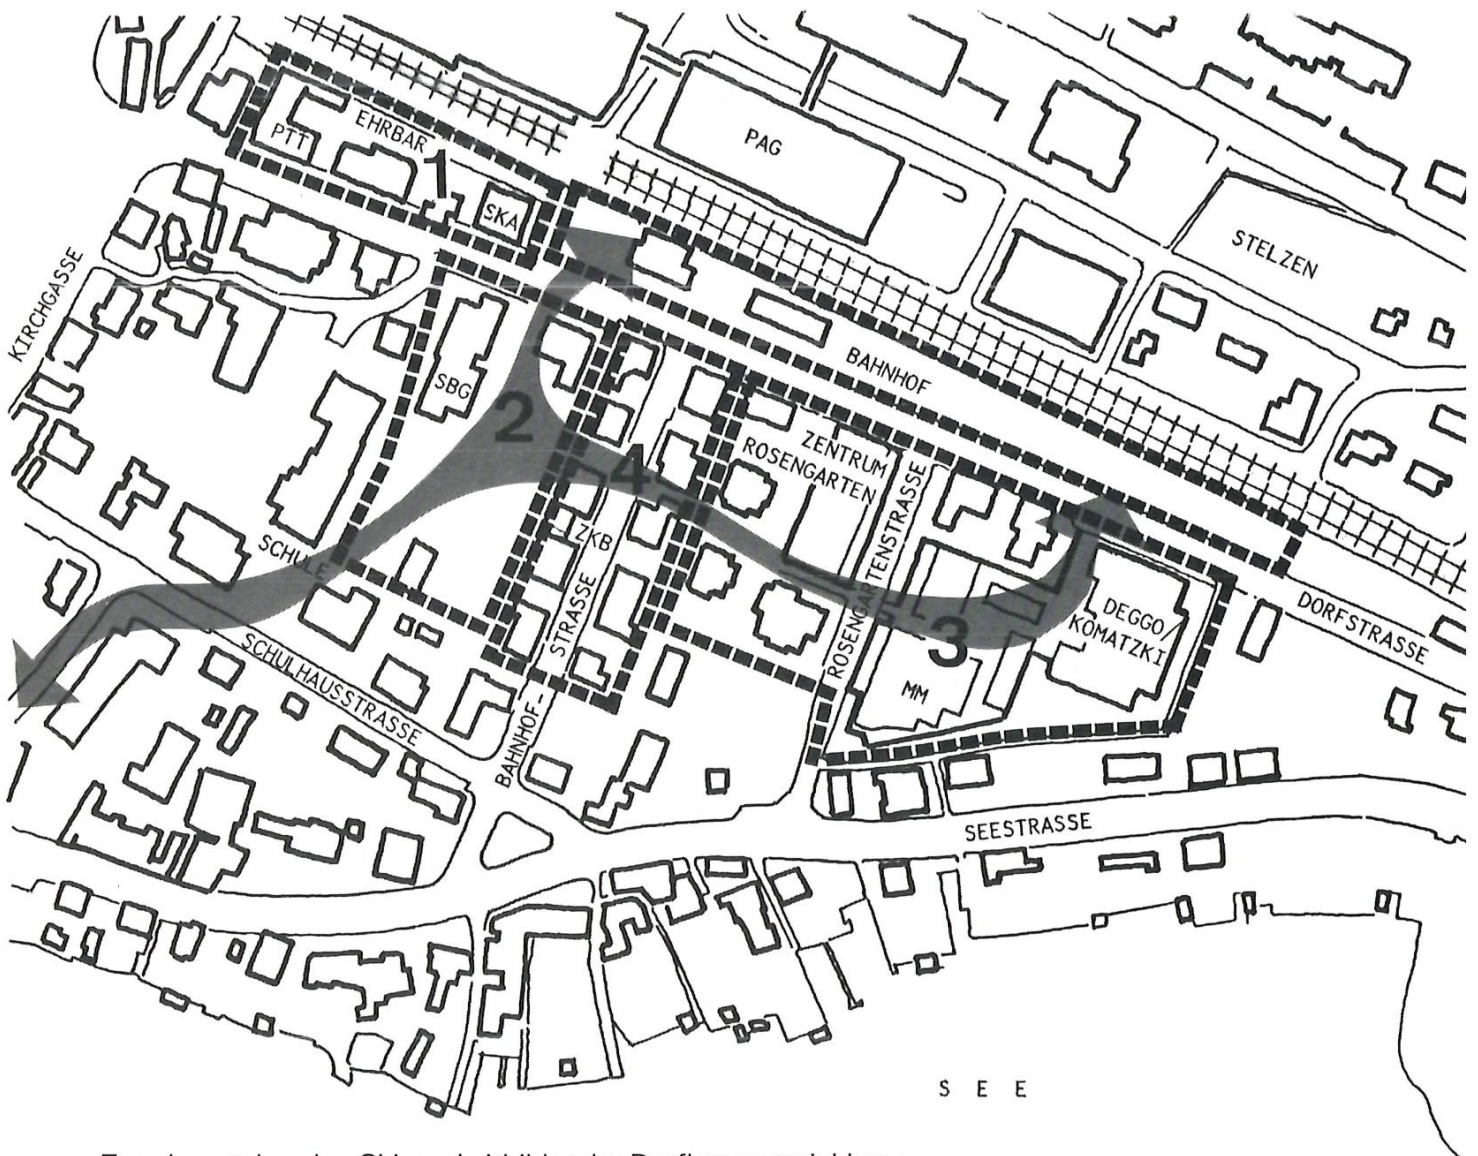 PTT
EHRBAR
1
SKA
PAG
STELZEN
KIRCHGASSE
SBG
BAHNHOF
2
4
ZENTRUM
ROSENGARTEN
ROSENGARTENSTRASSE
ZKB
SCHULE
BAHNHOF-
STRASSE
SCHULHAUSSTRASSE
3
MM
DEGGO/
KOMATZKI
DORFSTRASSE
SEESTRASSE
SEE